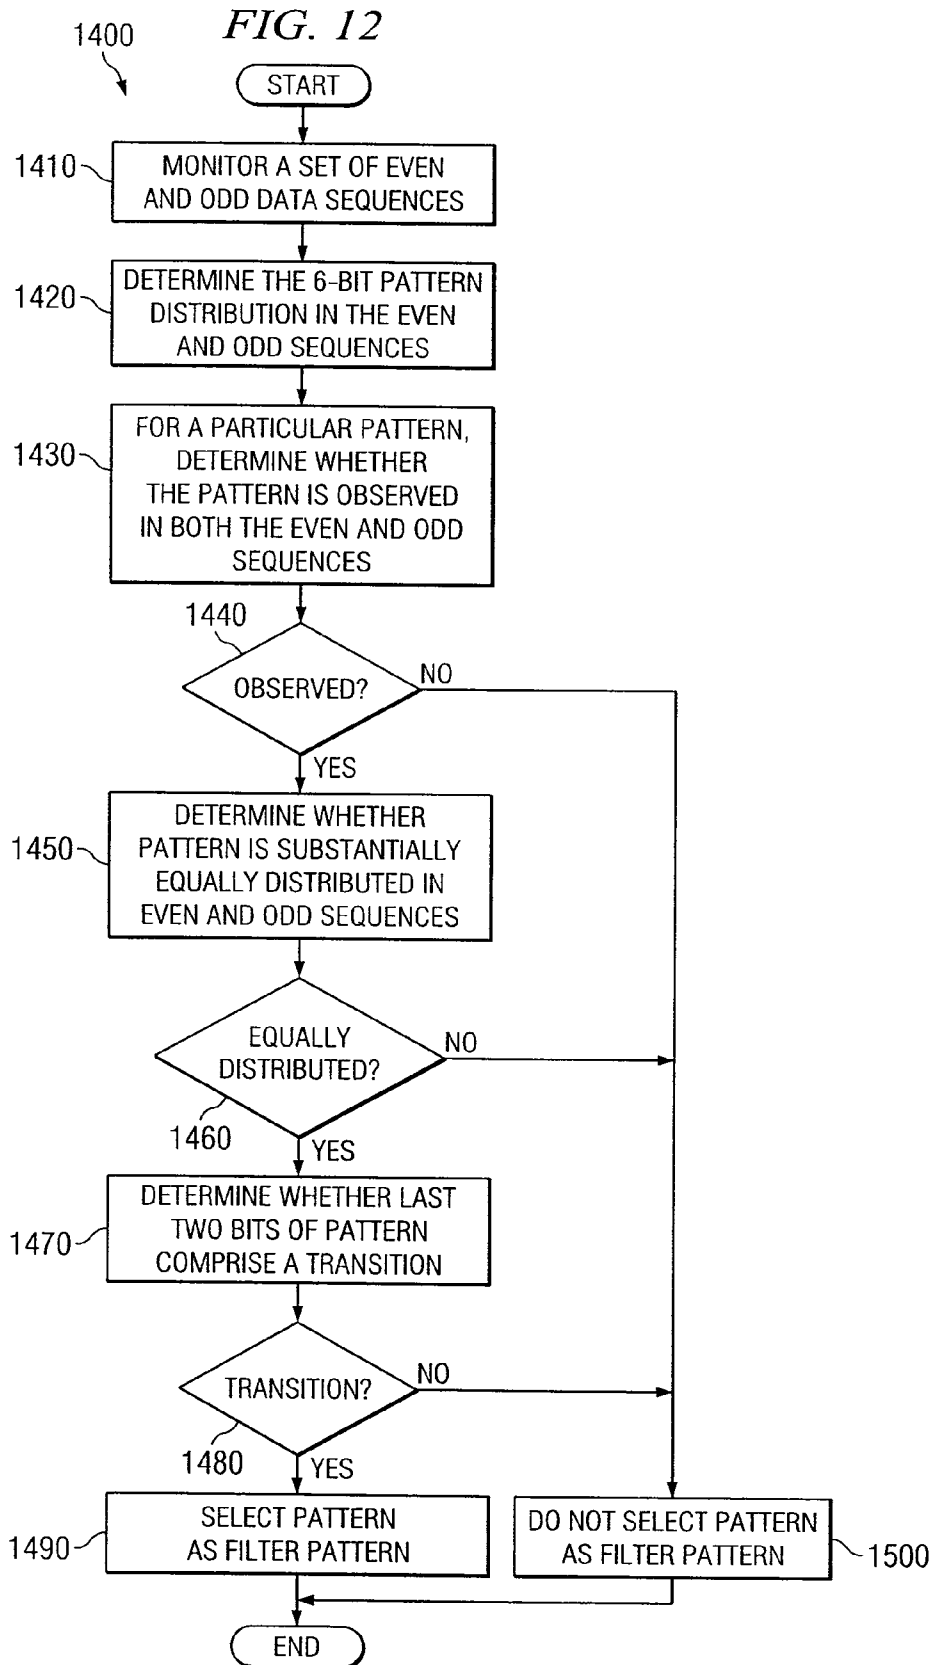 FIG. 12
1400
START
1410
MONITOR A SET OF EVEN
AND ODD DATA SEQUENCES
1420
DETERMINE THE 6-BIT PATTERN
DISTRIBUTION IN THE EVEN
AND ODD SEQUENCES
1430
FOR A PARTICULAR PATTERN,
DETERMINE WHETHER
THE PATTERN IS OBSERVED
IN BOTH THE EVEN AND ODD
SEQUENCES
1440
OBSERVED?
NO
YES
1450
DETERMINE WHETHER
PATTERN IS SUBSTANTIALLY
EQUALLY DISTRIBUTED IN
EVEN AND ODD SEQUENCES
EQUALLY
DISTRIBUTED?
NO
1460
YES
1470
DETERMINE WHETHER LAST
TWO BITS OF PATTERN
COMPRISE A TRANSITION
TRANSITION?
NO
1480
YES
1490
SELECT PATTERN
AS FILTER PATTERN
DO NOT SELECT PATTERN
AS FILTER PATTERN
1500
END